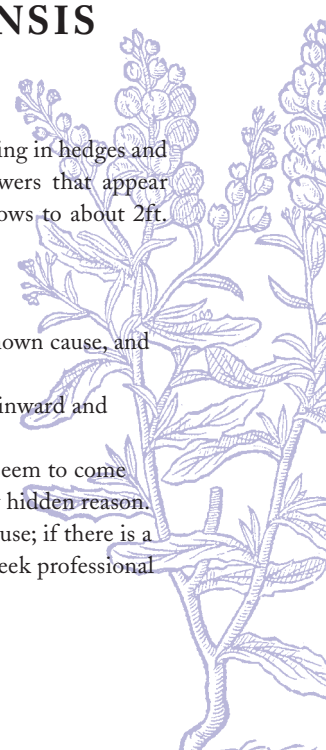 NSIS
ing in hedges and
wers that appear
ows to about 2ft.
nown cause, and
inward and
eem to come
hidden reason.
use; if there is a
eek professional